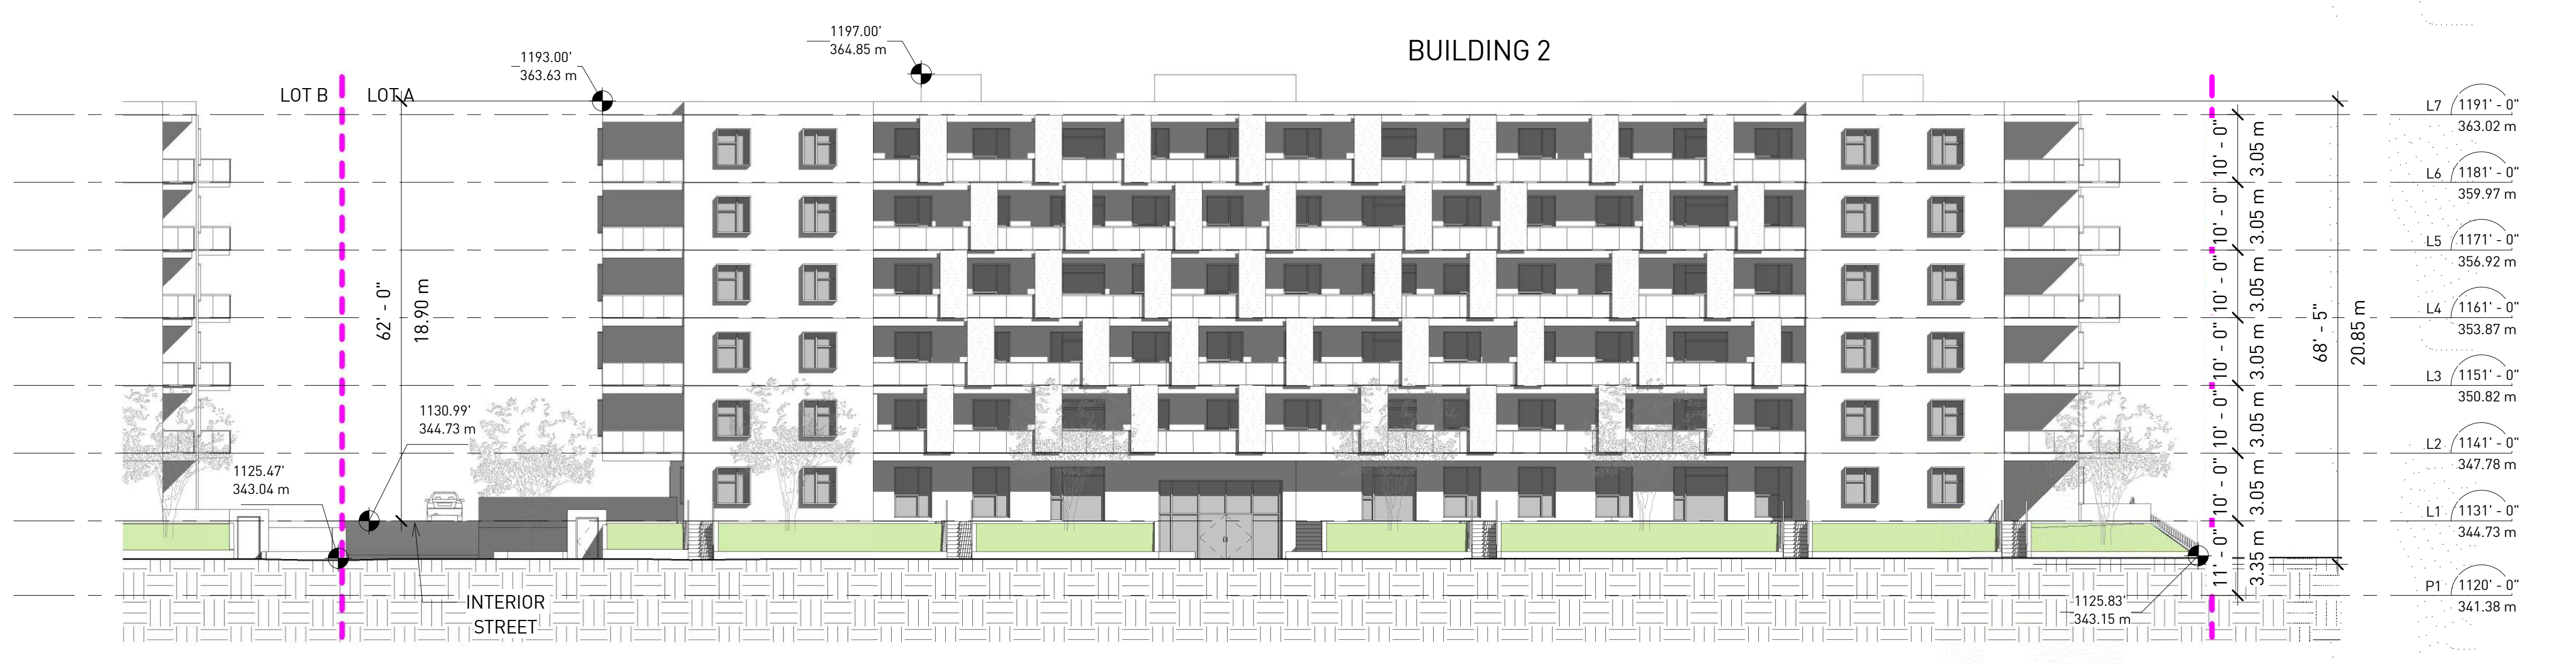 BUILDING 2
1197.00'
364.85 m
1193.00'
363.63 m
LOT B
LOT A
62' - 0"
18.90 m
1130.99'
344.73 m
1125.47'
343.04 m
INTERIOR
STREET
1125.83'
343.15 m
10' - 0"
3.05 m
10' - 0"
3.05 m
10' - 0"
3.05 m
10' - 0"
3.05 m
10' - 0"
3.05 m
10' - 0"
3.05 m
11' - 0"
3.35 m
68' - 5"
20.85 m
L7 1191' - 0"
363.02 m
L6 1181' - 0"
359.97 m
L5 1171' - 0"
356.92 m
L4 1161' - 0"
353.87 m
L3 1151' - 0"
350.82 m
L2 1141' - 0"
347.78 m
L1 1131' - 0"
344.73 m
P1 1120' - 0"
341.38 m